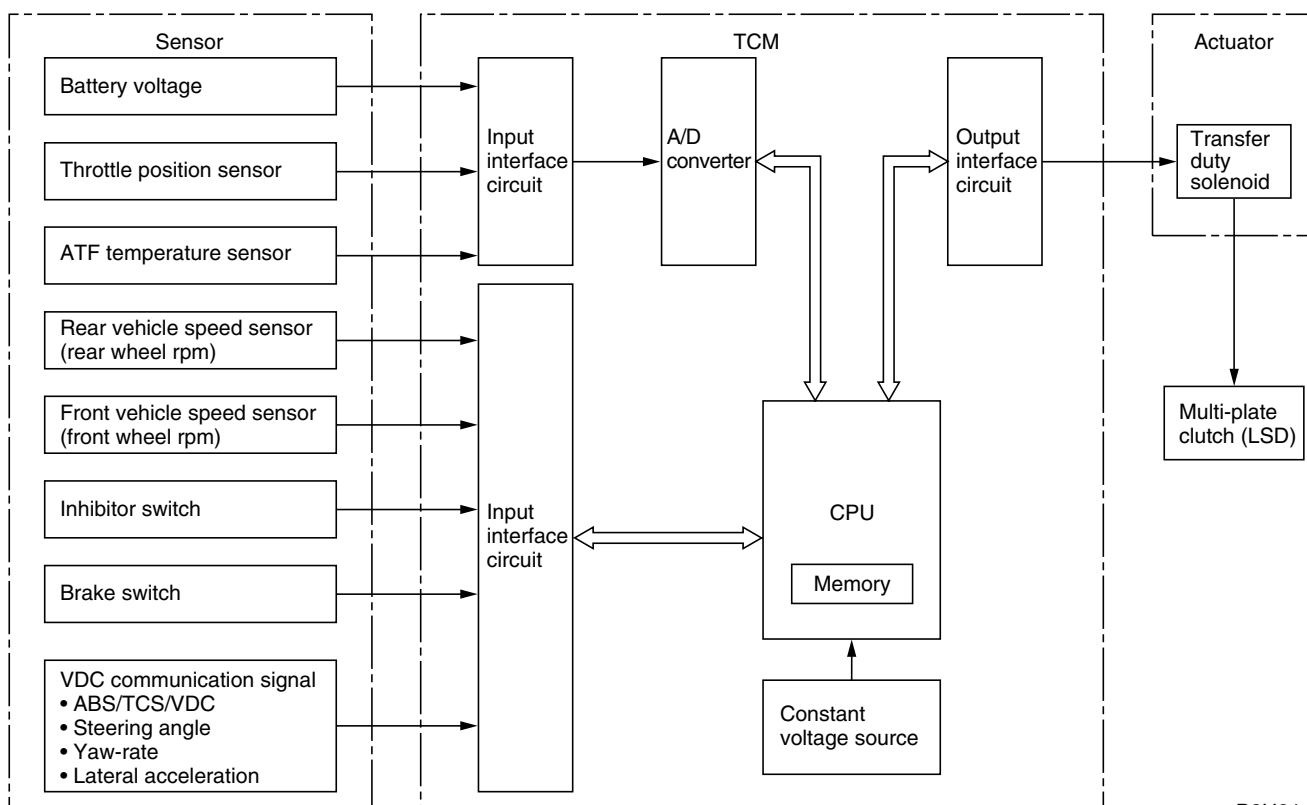 Sensor
Battery voltage
Throttle position sensor
ATF temperature sensor
Rear vehicle speed sensor
(rear wheel rpm)
Front vehicle speed sensor
(front wheel rpm)
Inhibitor switch
Brake switch
VDC communication signal
• ABS/TCS/VDC
• Steering angle
• Yaw-rate
• Lateral acceleration
TCM
Input
interface
circuit
A/D
converter
Output
interface
circuit
Input
interface
circuit
CPU
Memory
Constant
voltage source
Actuator
Transfer
duty
solenoid
Multi-plate
clutch (LSD)